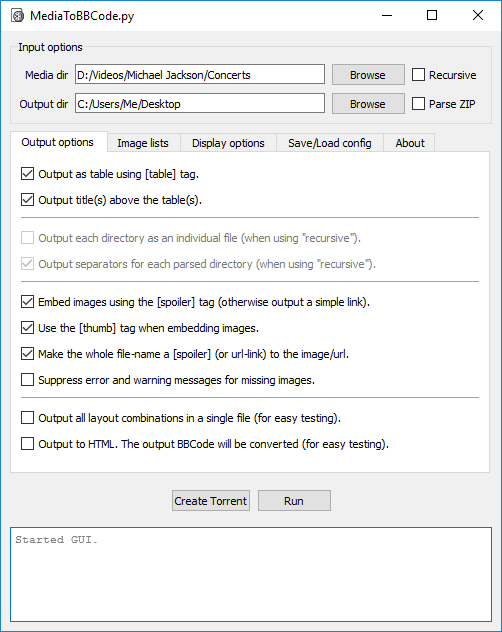 MediaToBBCode.py
Input options
Media dir D:/Videos/Michael Jackson/Concerts Browse Recursive
Output dir C:/Users/Me/Desktop Browse Parse ZIP
Output options Image lists Display options Save/Load config About
Output as table using [table] tag.
Output title(s) above the table(s).
Output each directory as an individual file (when using "recursive").
Output separators for each parsed directory (when using "recursive").
Embed images using the [spoiler] tag (otherwise output a simple link).
Use the [thumb] tag when embedding images.
Make the whole file-name a [spoiler] (or url-link) to the image/url.
Suppress error and warning messages for missing images.
Output all layout combinations in a single file (for easy testing).
Output to HTML. The output BBCode will be converted (for easy testing).
Create Torrent Run
Started GUI.